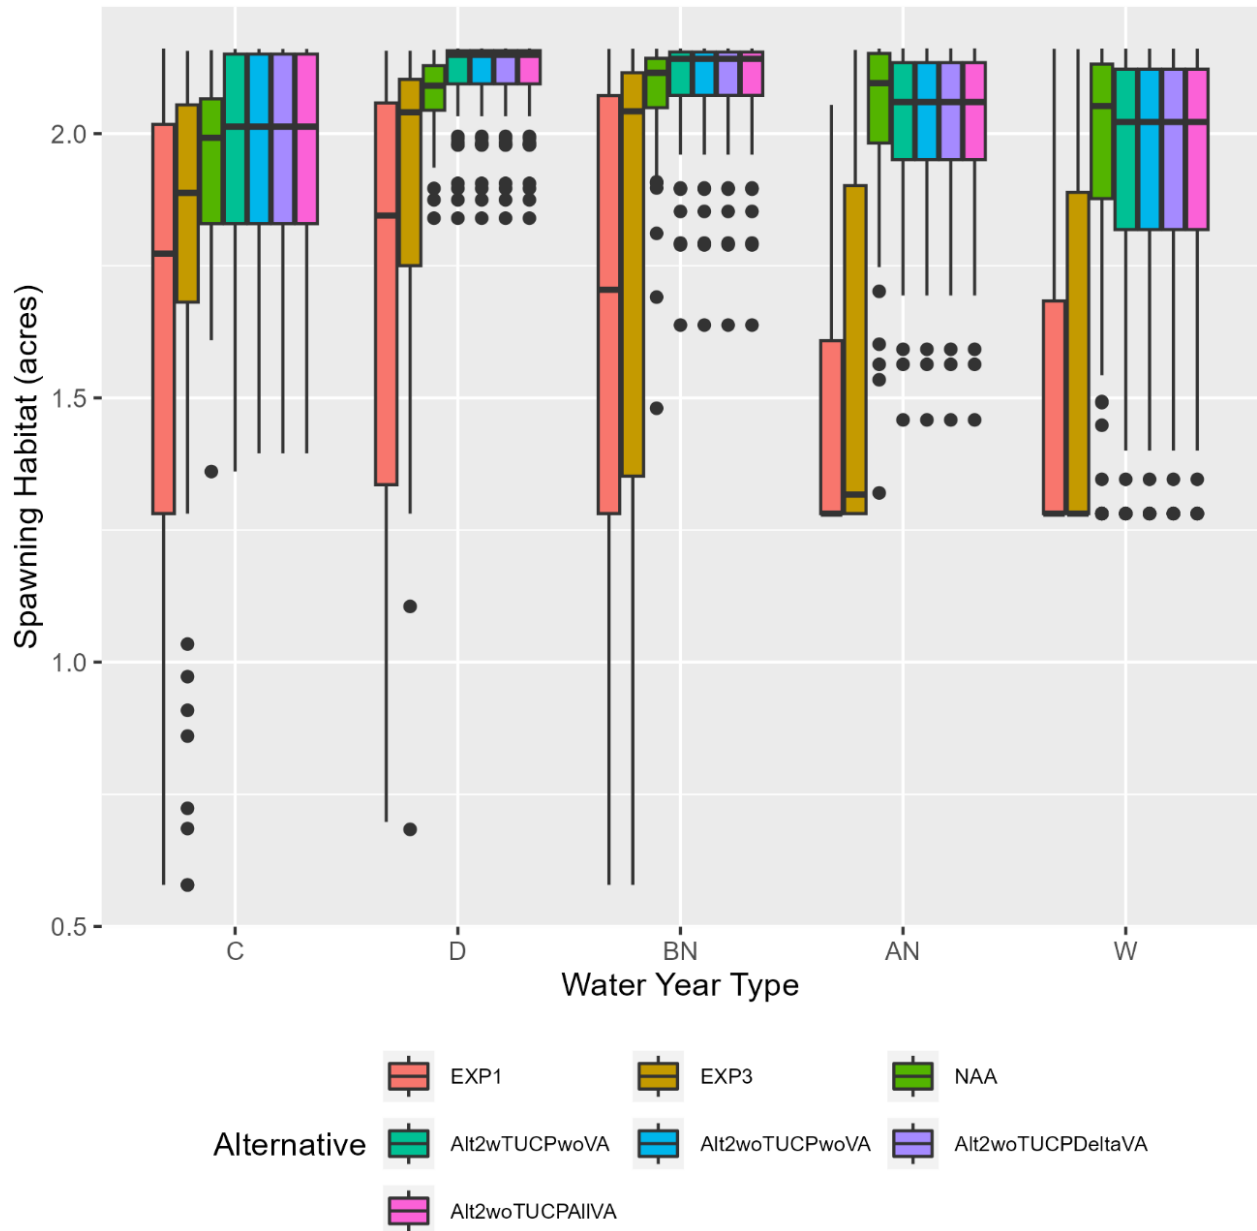 Spawning Habitat (acres)
2.0
1.5
1.0
0.5
C D BN AN W
Water Year Type
Alternative
EXP1 EXP3 NAA
Alt2wTUCPwoVA Alt2woTUCPwoVA Alt2woTUCPDeltaVA
Alt2woTUCPAllVA